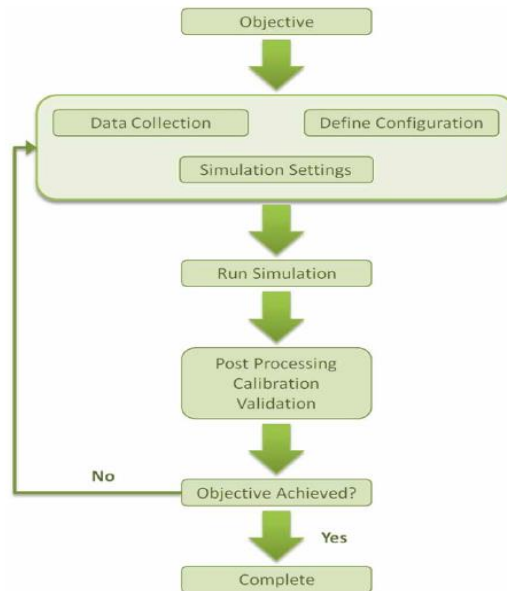 Objective
Data Collection
Define Configuration
Simulation Settings
Run Simulation
Post Processing
Calibration
Validation
No
Objective Achieved?
Yes
Complete